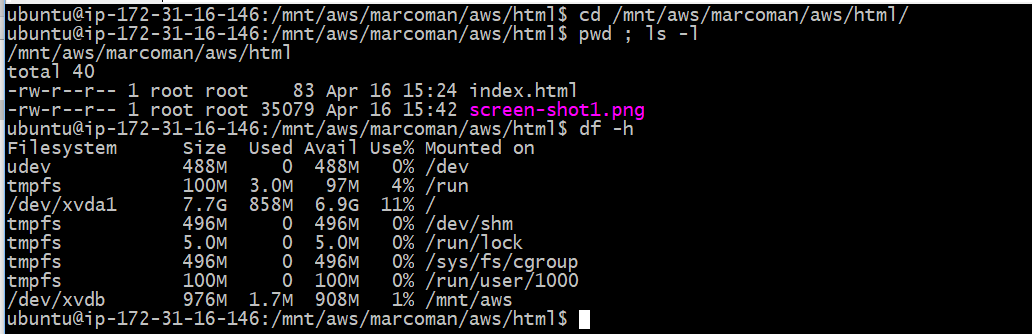 ubuntu@ip-172-31-16-146:/mnt/aws/marcoman/aws/html$ cd /mnt/aws/marcoman/aws/html/
ubuntu@ip-172-31-16-146:/mnt/aws/marcoman/aws/html$ pwd ; ls -l
/mnt/aws/marcoman/aws/html
total 40
-rw-r--r-- 1 root root    83 Apr 16 15:24 index.html
-rw-r--r-- 1 root root 35079 Apr 16 15:42 screen-shot1.png
ubuntu@ip-172-31-16-146:/mnt/aws/marcoman/aws/html$ df -h
Filesystem      Size  Used Avail Use% Mounted on
udev            488M     0  488M   0% /dev
tmpfs           100M  3.0M   97M   4% /run
/dev/xvda1      7.7G  858M  6.9G  11% /
tmpfs           496M     0  496M   0% /dev/shm
tmpfs           5.0M     0  5.0M   0% /run/lock
tmpfs           496M     0  496M   0% /sys/fs/cgroup
tmpfs           100M     0  100M   0% /run/user/1000
/dev/xvdb       976M  1.7M  908M   1% /mnt/aws
ubuntu@ip-172-31-16-146:/mnt/aws/marcoman/aws/html$